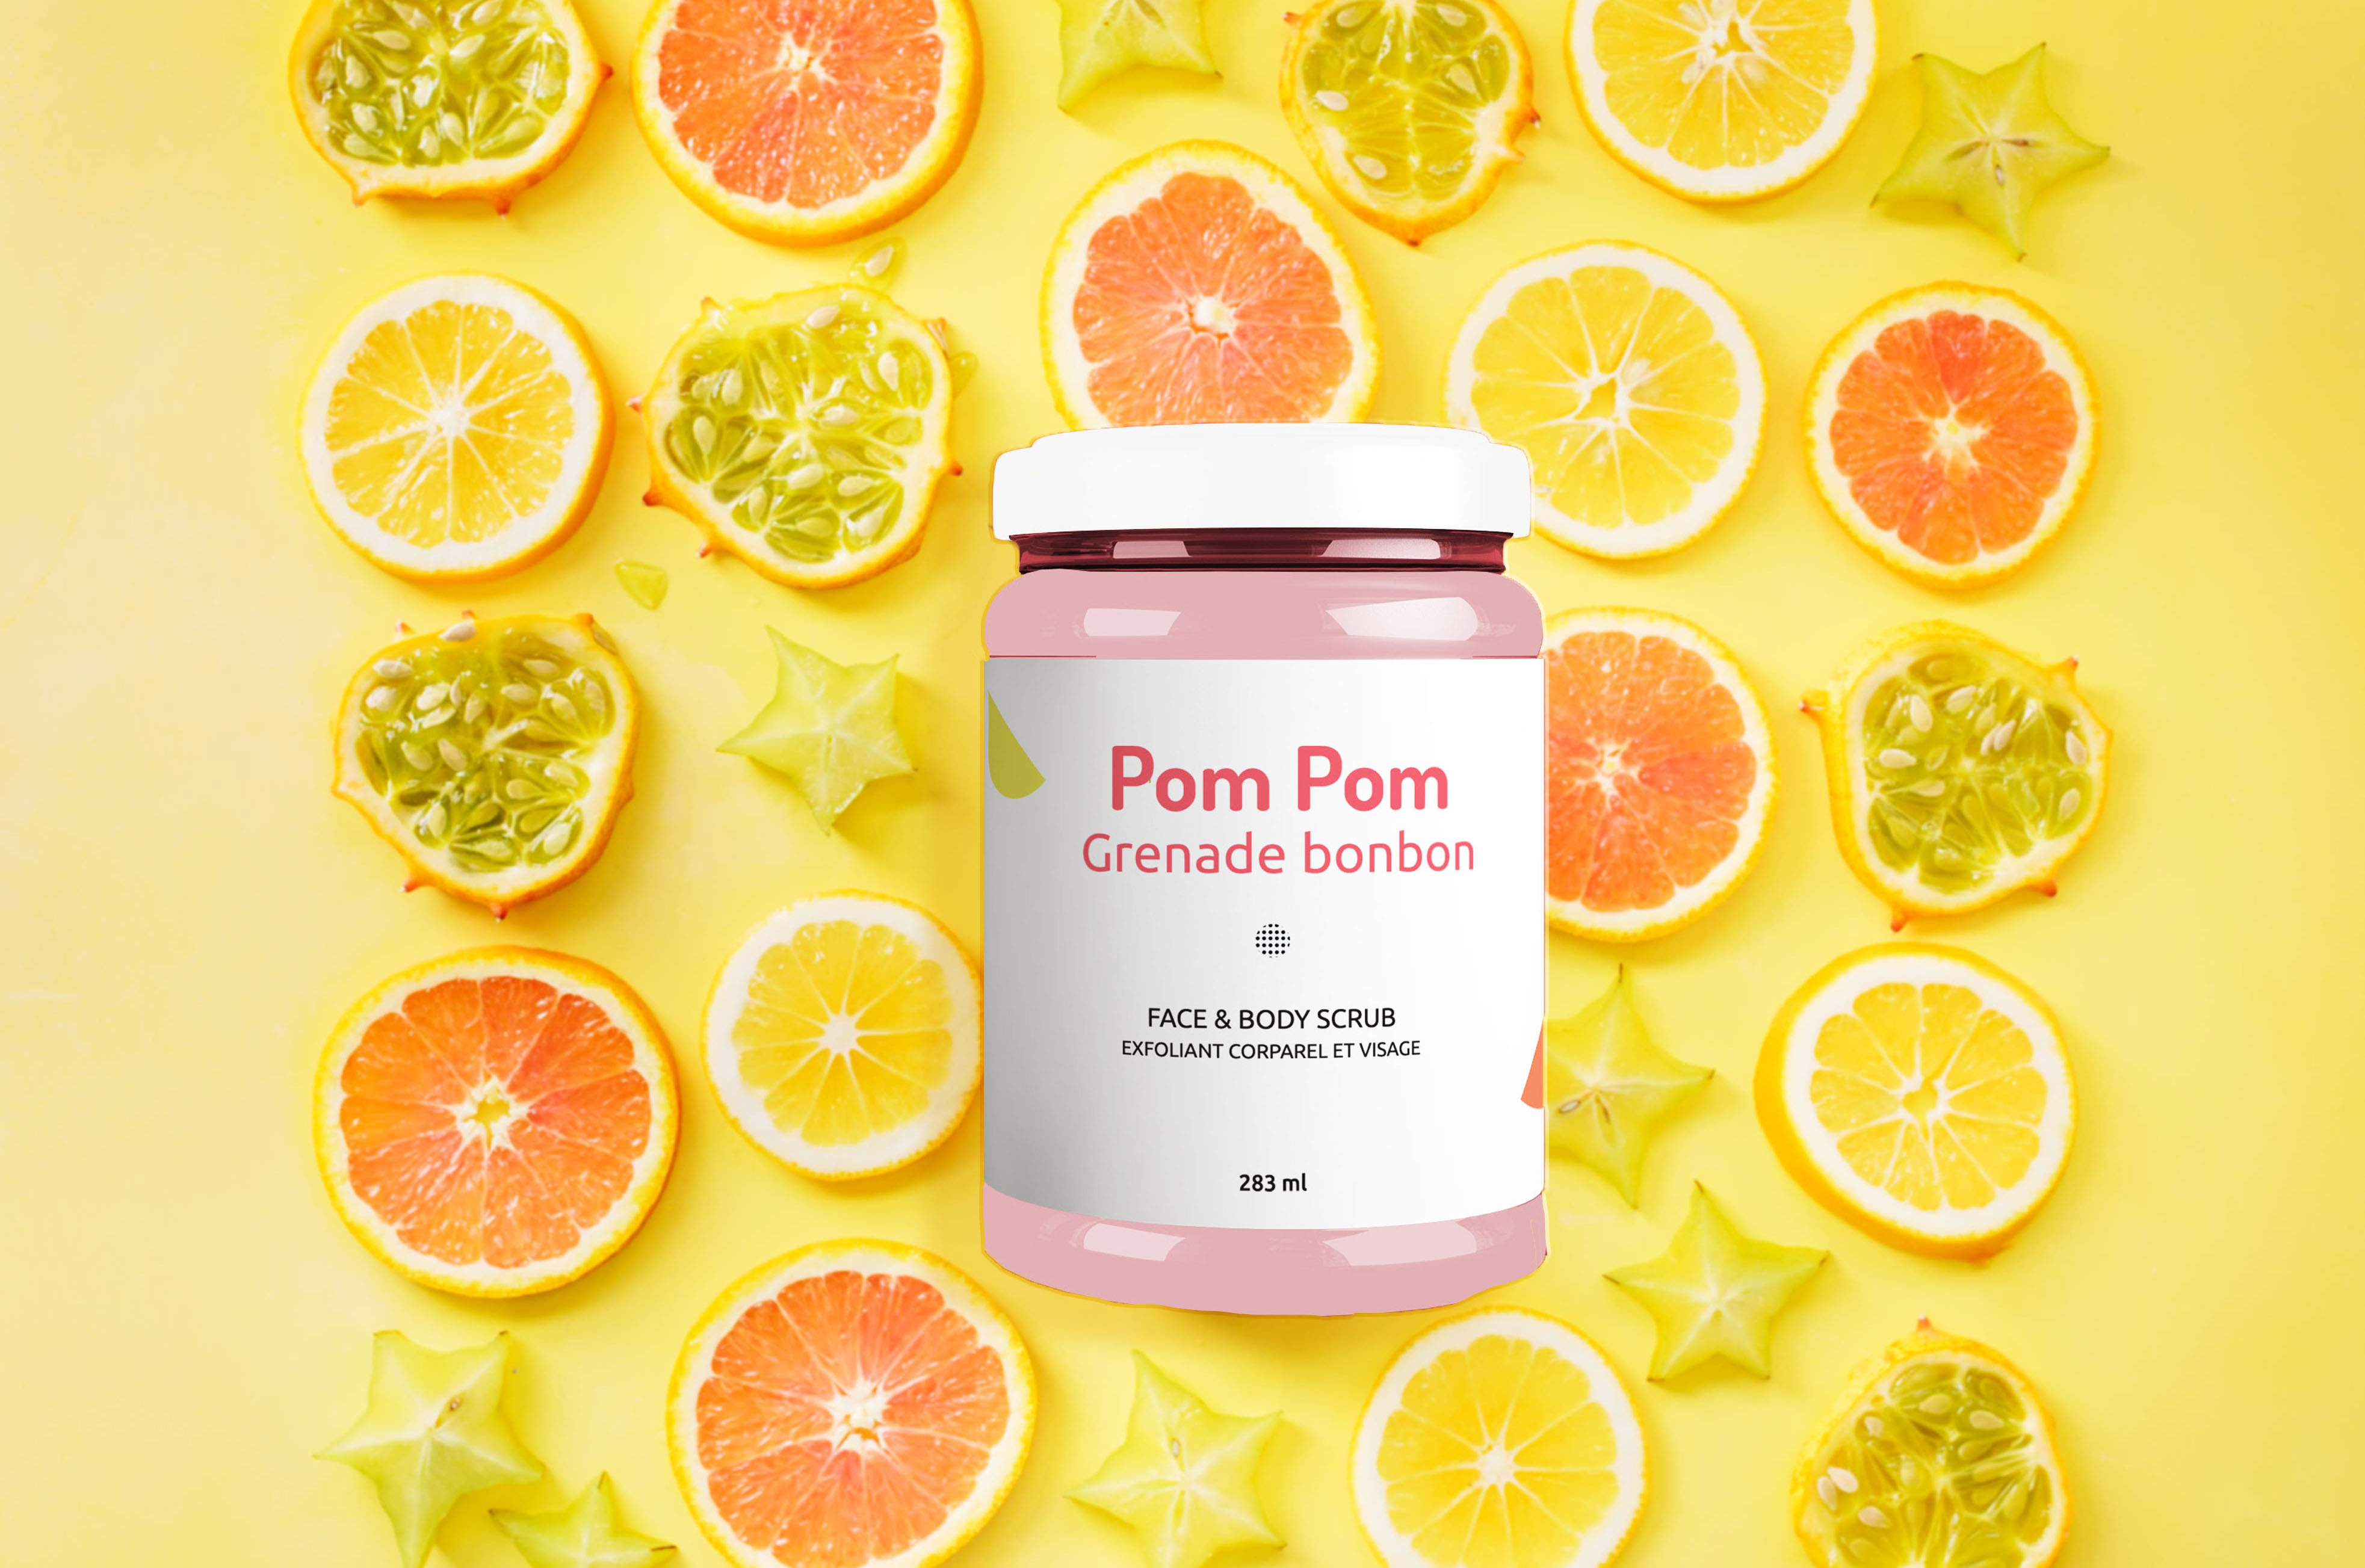 Pom Pom
Grenade bonbon
FACE & BODY SCRUB
EXFOLIANT CORPAREL ET VISAGE
283 ml